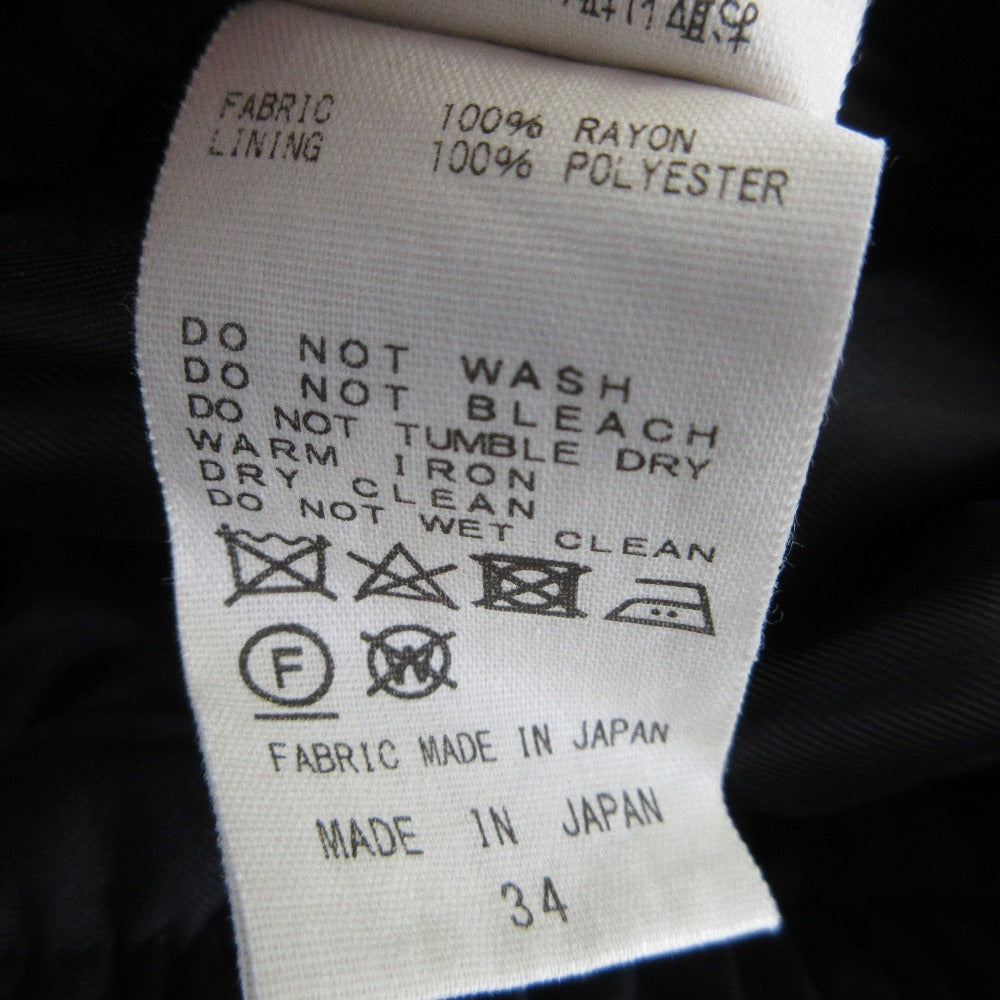 FABRIC 100% RAYON
LINING 100% POLYESTER
DO NOT WASH
DO NOT BLEACH
DO NOT TUMBLE DRY
WARM IRON
DRY CLEAN
DO NOT WET CLEAN
F W
FABRIC MADE IN JAPAN
MADE IN JAPAN
34